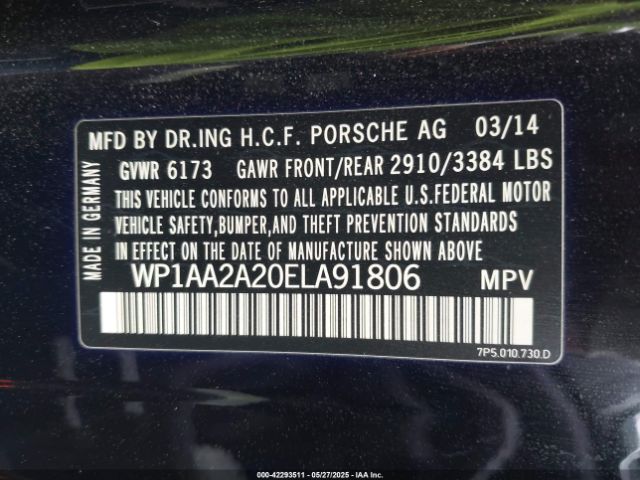 MFD BY DR.ING H.C.F. PORSCHE AG 03/14
GVWR 6173 GAWR FRONT/REAR 2910/3384 LBS
THIS VEHICLE CONFORMS TO ALL APPLICABLE U.S.FEDERAL MOTOR
VEHICLE SAFETY,BUMPER,AND THEFT PREVENTION STANDARDS
IN EFFECT ON THE DATE OF MANUFACTURE SHOWN ABOVE
WP1AA2A20ELA91806 MPV
7P5.010.730.D
MADE IN GERMANY
000-42293511 - 05/27/2025 - IAA Inc.